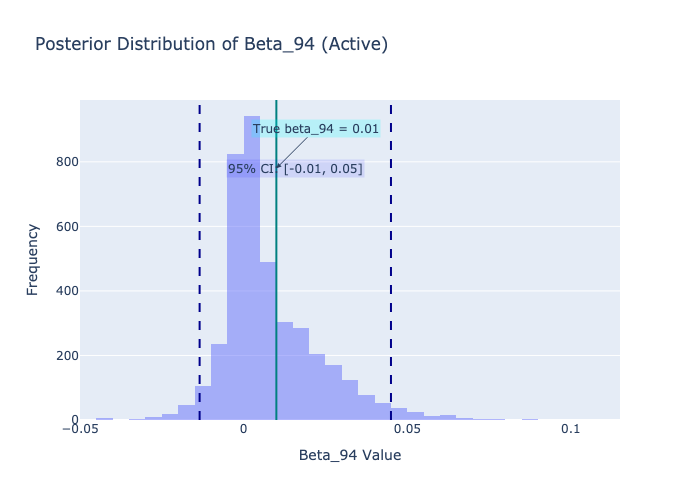 Posterior Distribution of Beta_94 (Active)
True beta_94 = 0.01
95% CI: [-0.01, 0.05]
800
600
400
200
0
Frequency
−0.05
0
0.05
0.1
Beta_94 Value